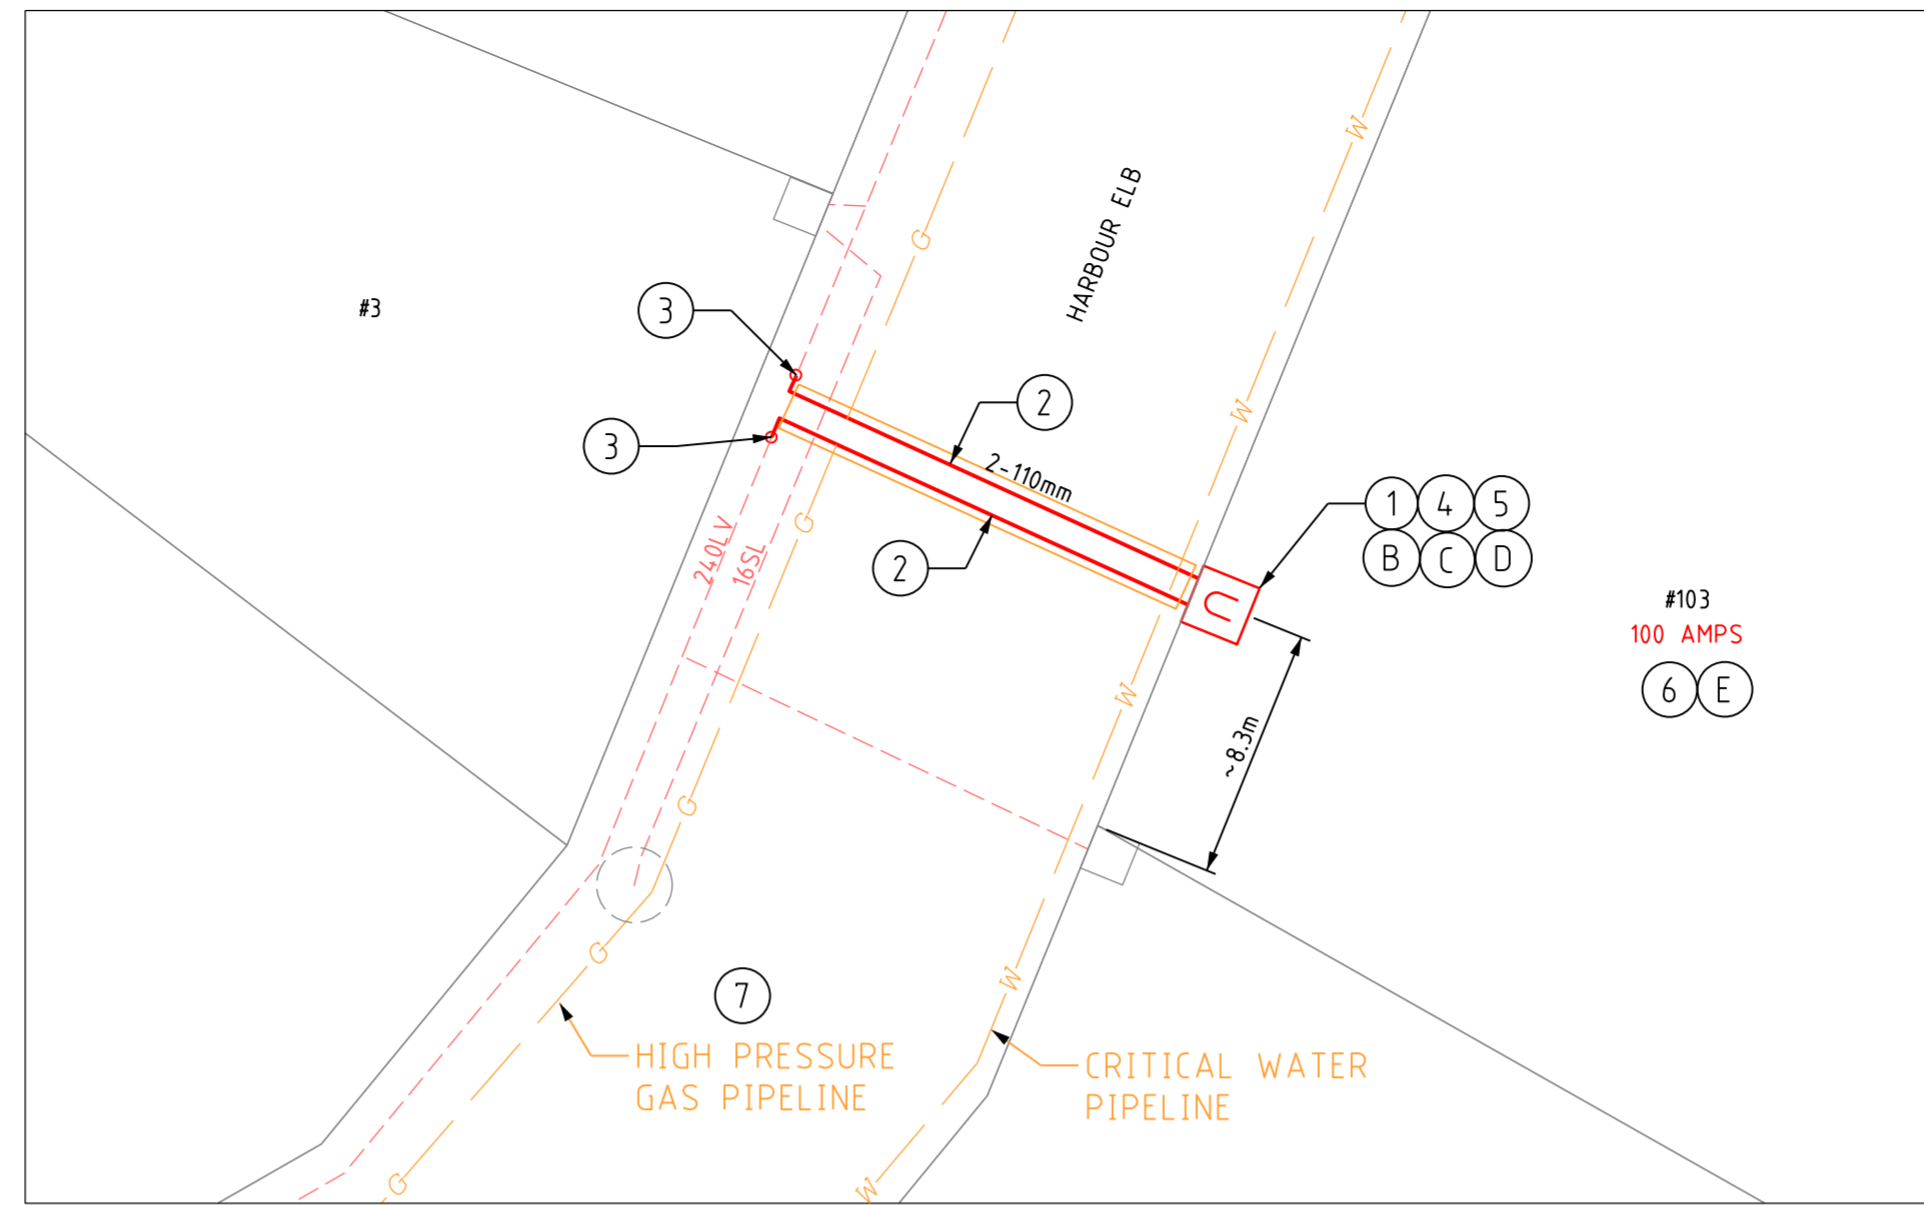 HARBOUR ELB
#3
3
3
2
2-110mm
2
240LV
16SL
1 4 5
B C D
#103
100 AMPS
6 E
~8.3m
7
HIGH PRESSURE
GAS PIPELINE
CRITICAL WATER
PIPELINE
G
G
G
G
G
W
W
W
W
W
U